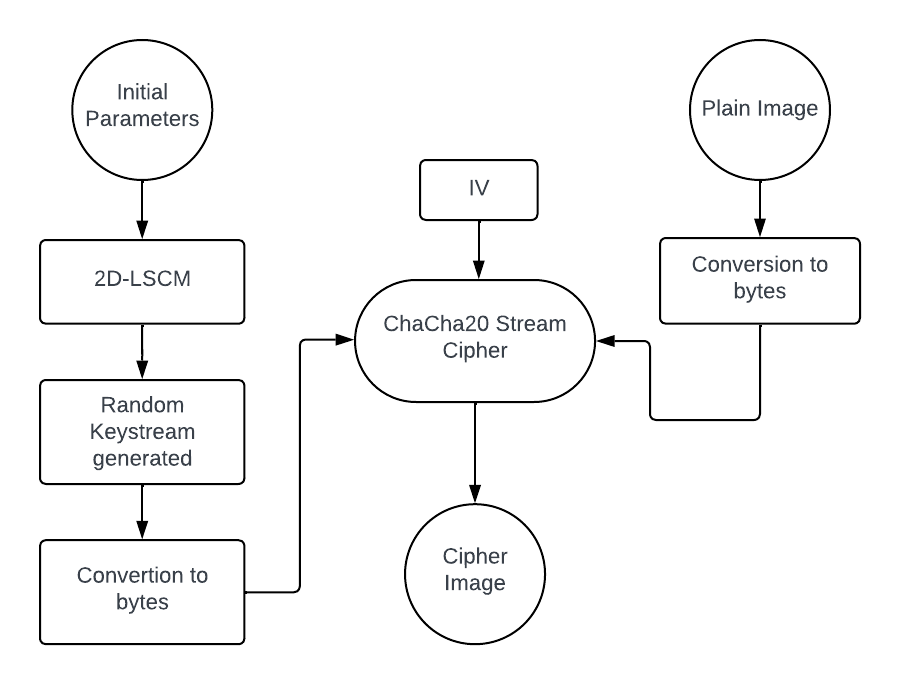 Initial
Parameters
Plain Image
IV
2D-LSCM
Conversion to
bytes
ChaCha20 Stream
Cipher
Random
Keystream
generated
Convertion to
bytes
Cipher
Image